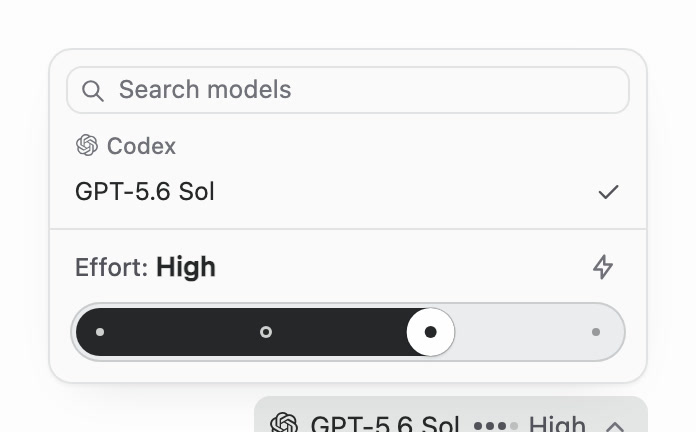 Search models
Codex
GPT-5.6 Sol
Effort: High
GPT-5.6 Sol High